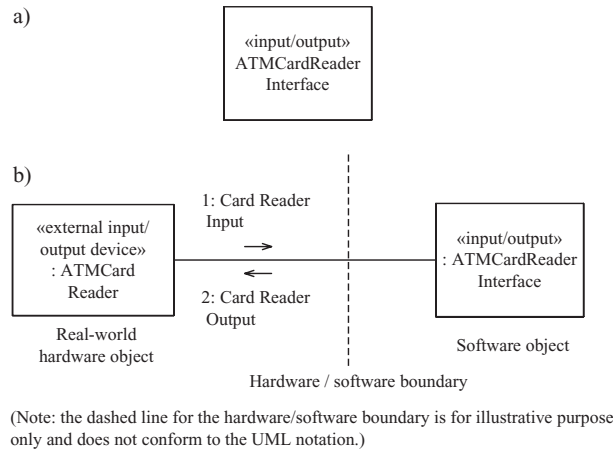 a)
«input/output»
ATMCardReader
Interface
b)
1: Card Reader
Input
«external input/
output device»
: ATMCard
Reader
«input/output»
: ATMCardReader
Interface
2: Card Reader
Output
Real-world
hardware object
Software object
Hardware / software boundary
(Note: the dashed line for the hardware/software boundary is for illustrative purposes
only and does not conform to the UML notation.)